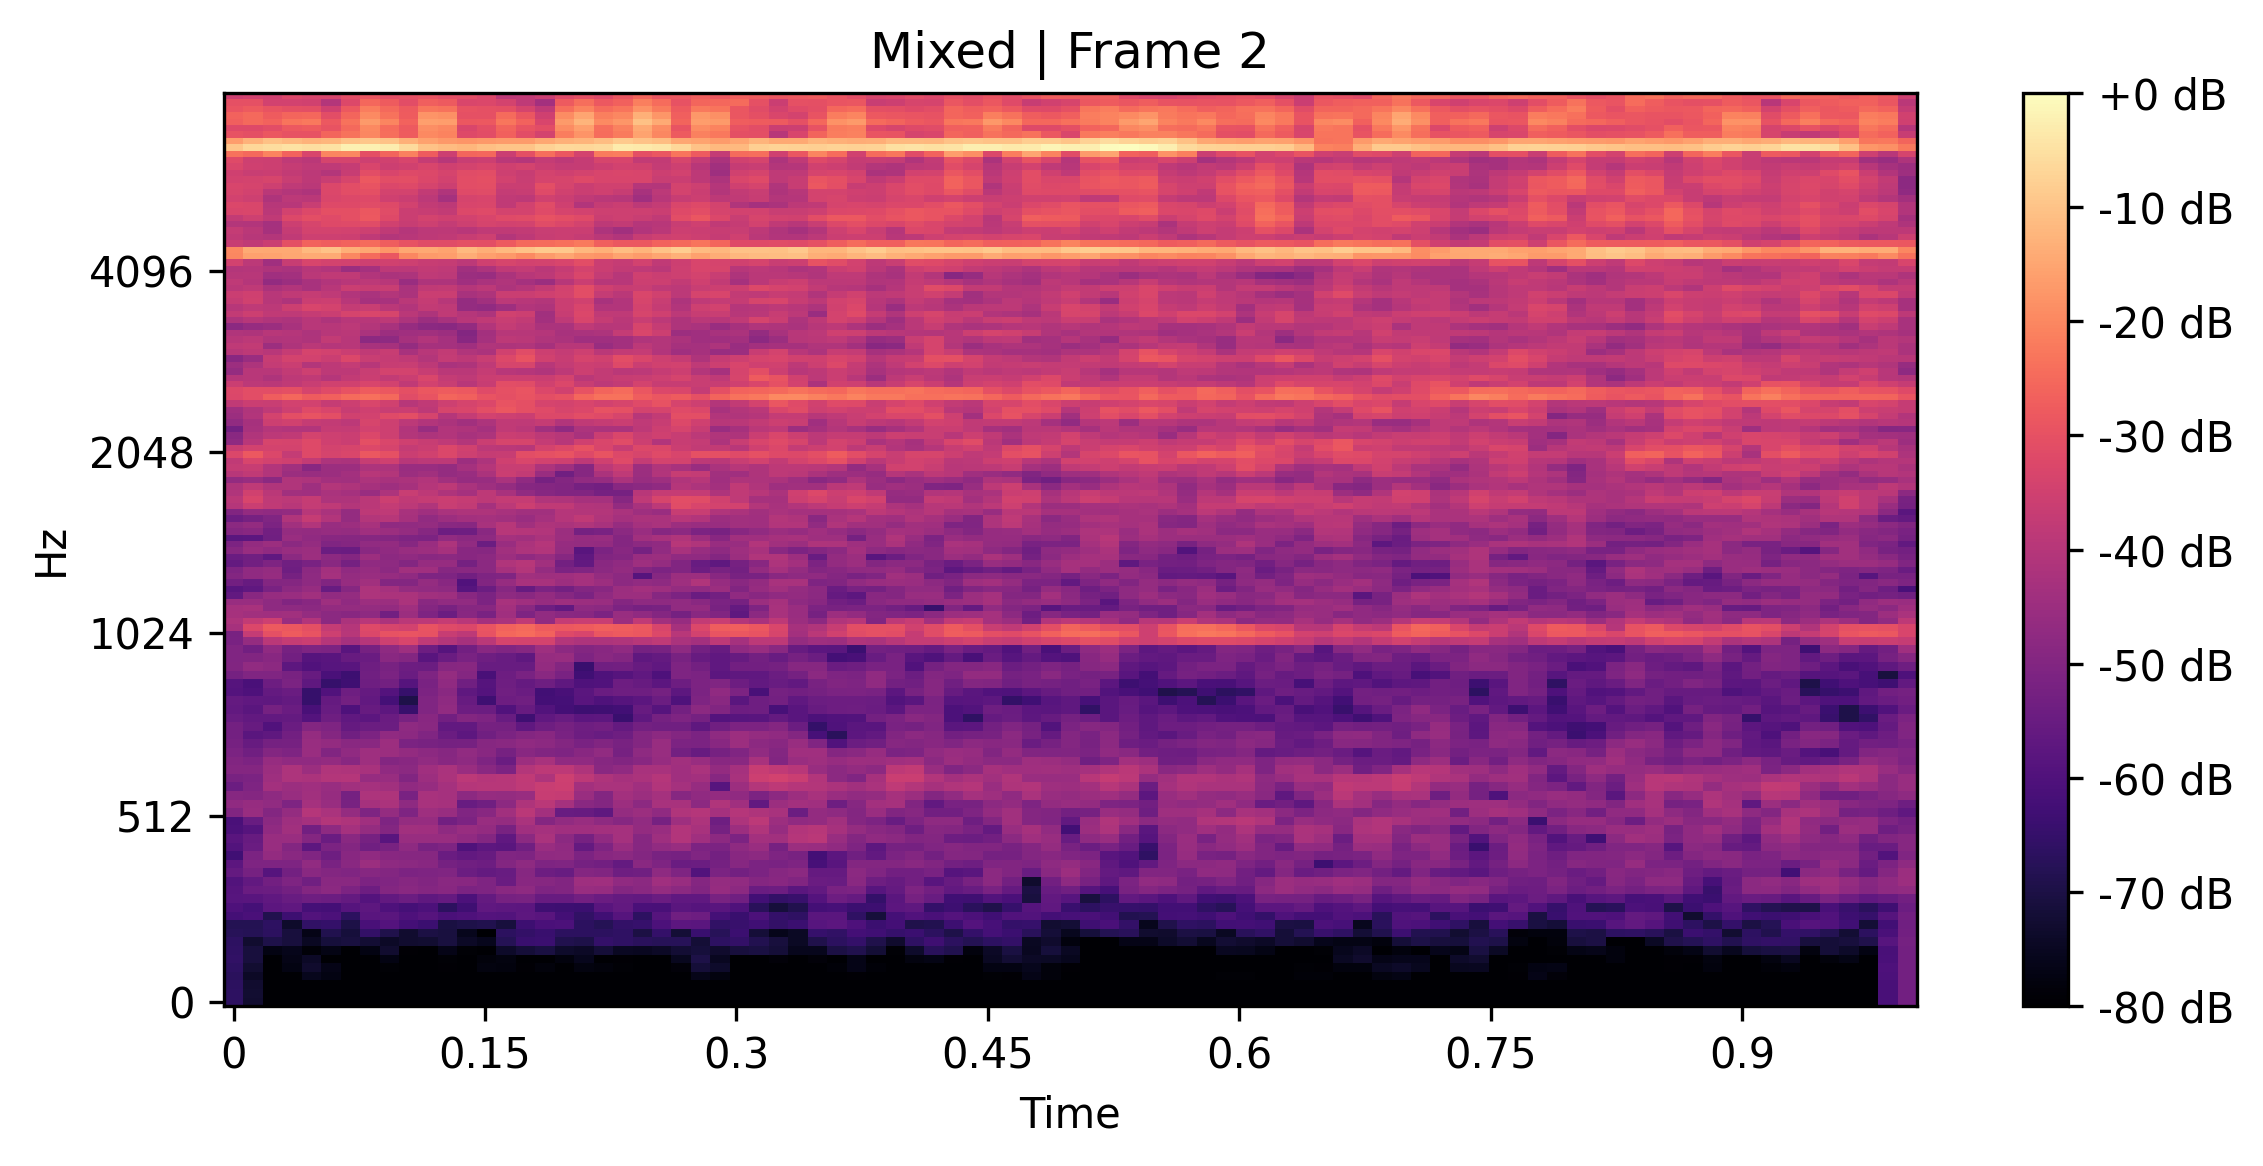 Mixed | Frame 2
Hz
4096
2048
1024
512
0
0 0.15 0.3 0.45 0.6 0.75 0.9
Time
+0 dB
-10 dB
-20 dB
-30 dB
-40 dB
-50 dB
-60 dB
-70 dB
-80 dB